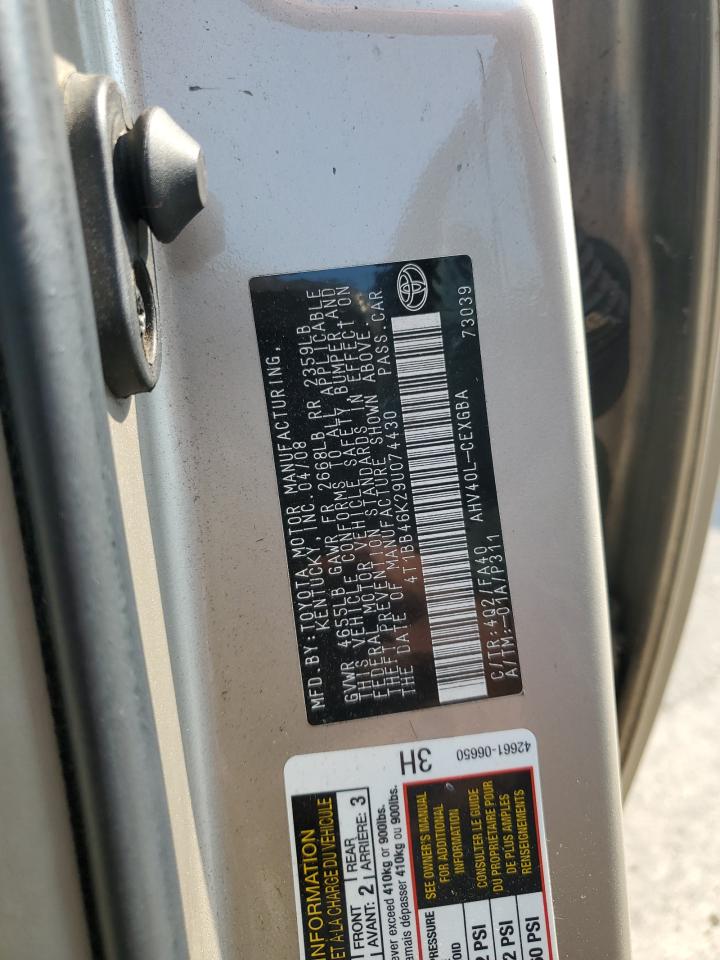 MFD.BY:TOYOTA MOTOR MANUFACTURING,
KENTUCKY, INC. 04/08
GVWR 4655LB GAWR FR 2668LB RR 2359LB
THIS VEHICLE CONFORMS TO ALL APPLICABLE
FEDERAL MOTOR VEHICLE SAFETY, BUMPER, AND
THEFT PREVENTION STANDARDS IN EFFECT ON
THE DATE OF MANUFACTURE SHOWN ABOVE.
4T1BB46K29U074430 PASS.CAR
C/TR:4Q2/FA40 AHV40L-CEXGBA 73039
A/TM:-01A/P311
3H
42661-06650
INFORMATION
ET A-LA CHARGE DU VÉHICULE
FRONT
AVANT: 2
REAR
ARRIÈRE: 3
ever exceed 410kg or 900lbs.
emais dépasser 410kg ou 900lbs.
PRESSURE
SEE OWNER'S MANUAL
FOR ADDITIONAL
INFORMATION
CONSULTER LE GUIDE
DU PROPRIÉTAIRE POUR
DE PLUS AMPLES
RENSEIGNEMENTS
2 PSI
2 PSI
60 PSI